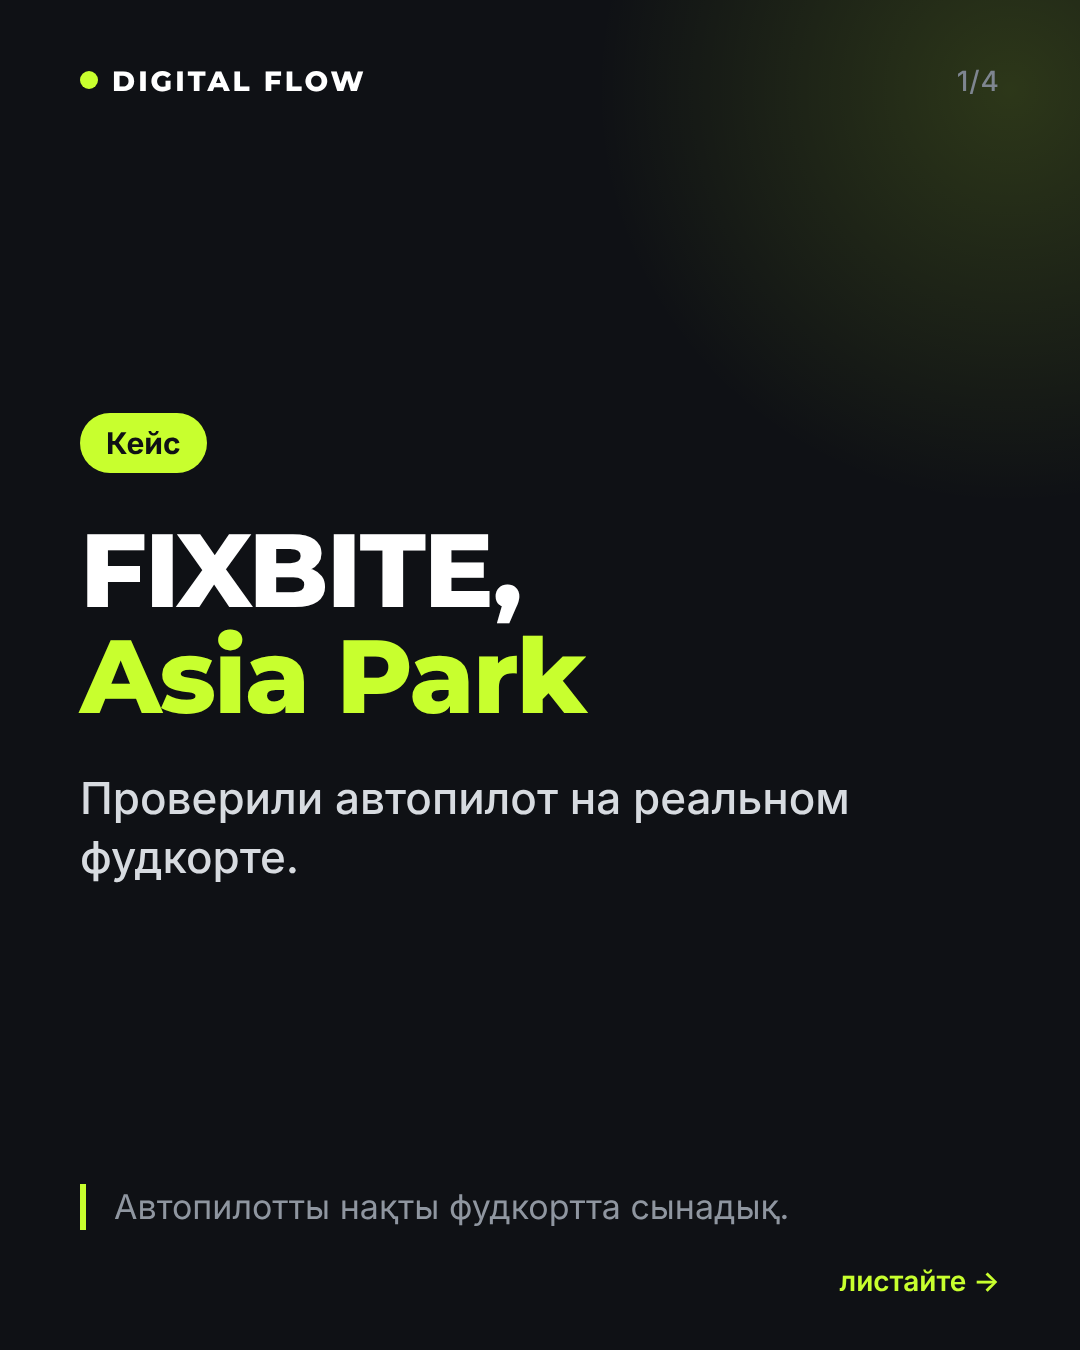 DIGITAL FLOW
1/4
Кейс
FIXBITE,
Asia Park
Проверили автопилот на реальном
фудкорте.
Автопилотты нақты фудкортта сынадық.
листайте →